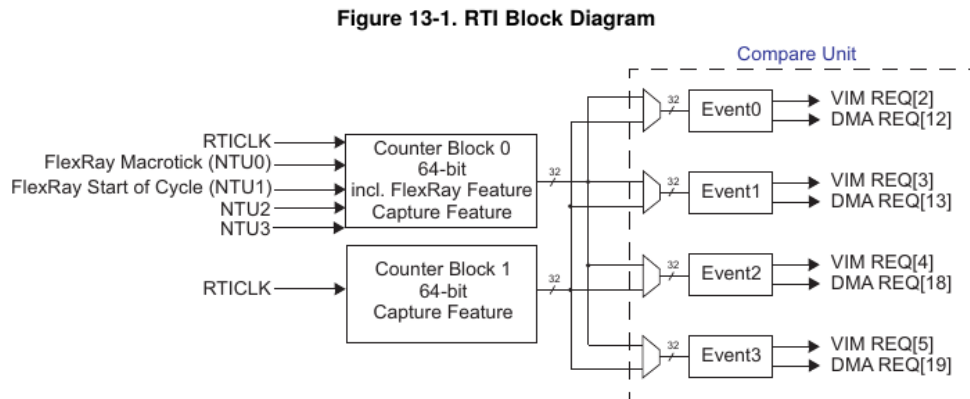 Figure 13-1. RTI Block Diagram
Compare Unit
RTICLK
FlexRay Macrotick (NTU0)
FlexRay Start of Cycle (NTU1)
NTU2
NTU3
Counter Block 0
64-bit
incl. FlexRay Feature
Capture Feature
32
RTICLK
Counter Block 1
64-bit
Capture Feature
32
32
Event0
VIM REQ[2]
DMA REQ[12]
32
Event1
VIM REQ[3]
DMA REQ[13]
32
Event2
VIM REQ[4]
DMA REQ[18]
32
Event3
VIM REQ[5]
DMA REQ[19]